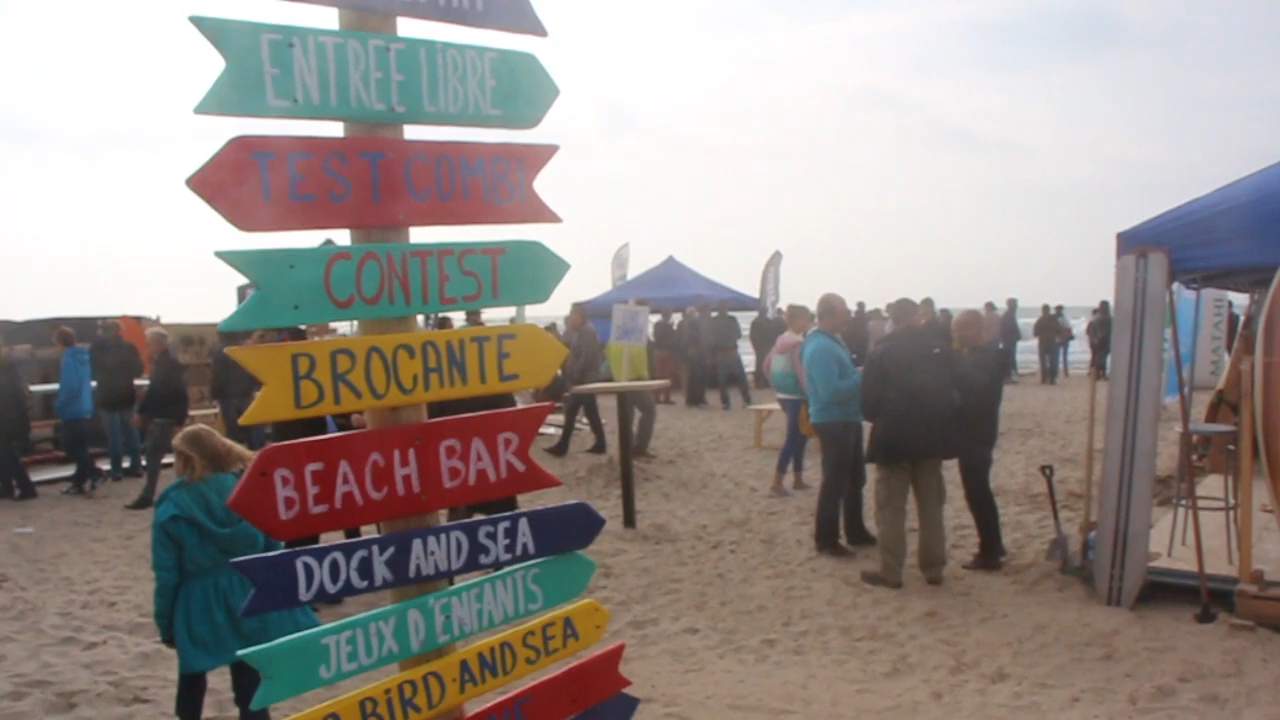 ENTREE LIBRE
TEST COMBI
CONTEST
BROCANTE
BEACH BAR
DOCK AND SEA
JEUX D'ENFANTS
BIRD AND SEA
MATAHI